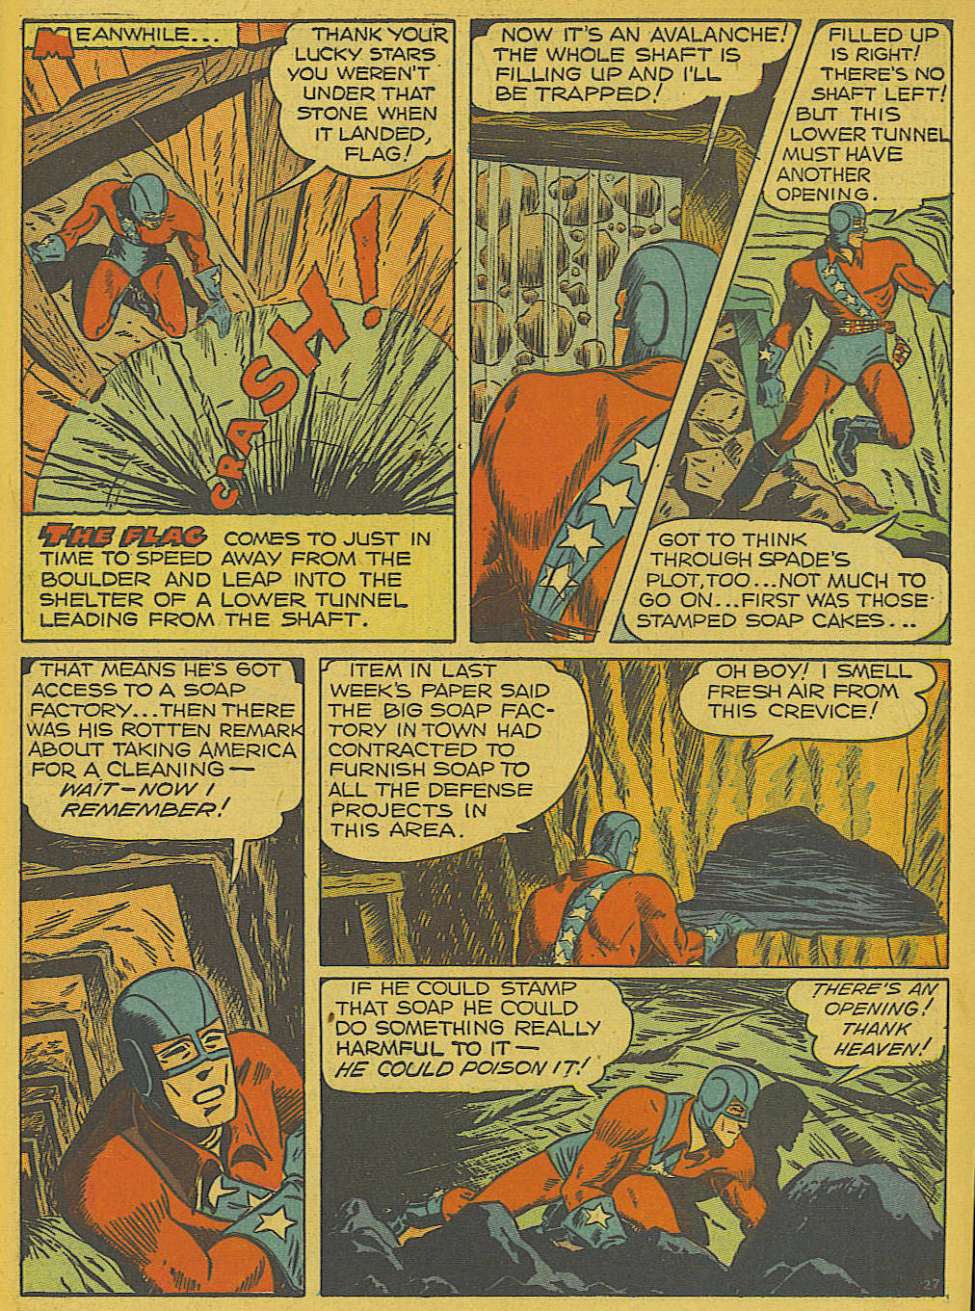 MEANWHILE...
THANK YOUR
LUCKY STARS
YOU WEREN'T
UNDER THAT
STONE WHEN
IT LANDED,
FLAG!
CRASH!
THE FLAG COMES TO JUST IN
TIME TO SPEED AWAY FROM THE
BOULDER AND LEAP INTO THE
SHELTER OF A LOWER TUNNEL
LEADING FROM THE SHAFT.
NOW IT'S AN AVALANCHE!
THE WHOLE SHAFT IS
FILLING UP AND I'LL
BE TRAPPED!
FILLED UP
IS RIGHT!
THERE'S NO
SHAFT LEFT!
BUT THIS
LOWER TUNNEL
MUST HAVE
ANOTHER
OPENING.
GOT TO THINK
THROUGH SPADE'S
PLOT, TOO...NOT MUCH TO
GO ON...FIRST WAS THOSE
STAMPED SOAP CAKES...
THAT MEANS HE'S GOT
ACCESS TO A SOAP
FACTORY...THEN THERE
WAS HIS ROTTEN REMARK
ABOUT TAKING AMERICA
FOR A CLEANING—
WAIT-NOW I
REMEMBER!
ITEM IN LAST
WEEK'S PAPER SAID
THE BIG SOAP FAC-
TORY IN TOWN HAD
CONTRACTED TO
FURNISH SOAP TO
ALL THE DEFENSE
PROJECTS IN
THIS AREA.
OH BOY! I SMELL
FRESH AIR FROM
THIS CREVICE!
IF HE COULD STAMP
THAT SOAP HE COULD
DO SOMETHING REALLY
HARMFUL TO IT—
HE COULD POISON IT!
THERE'S AN
OPENING!
THANK
HEAVEN!
27